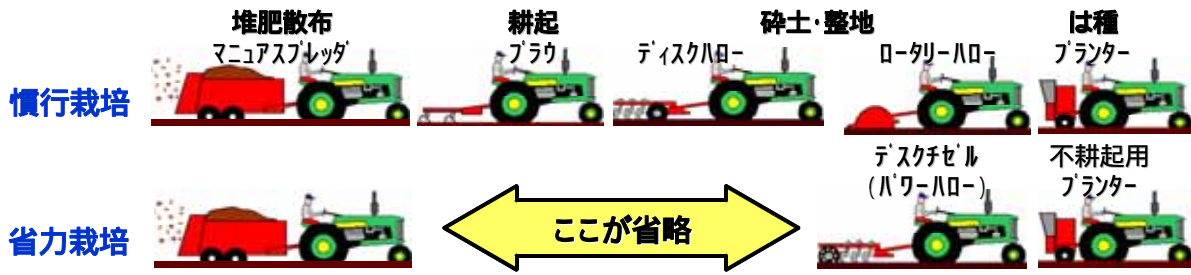 堆肥散布 耕起 砕土・整地 は種
ﾏﾆｭｱｽﾌﾟﾚｯﾀﾞ ﾌﾟﾗｳ ﾃﾞｨｽｸﾊﾛｰ ﾛｰﾀﾘｰﾊﾛｰ ﾌﾟﾗﾝﾀｰ
慣行栽培
ﾃﾞｽｸﾁｾﾞﾙ 不耕起用
(ﾊﾟﾜｰﾊﾛｰ) ﾌﾟﾗﾝﾀｰ
省力栽培 ここが省略